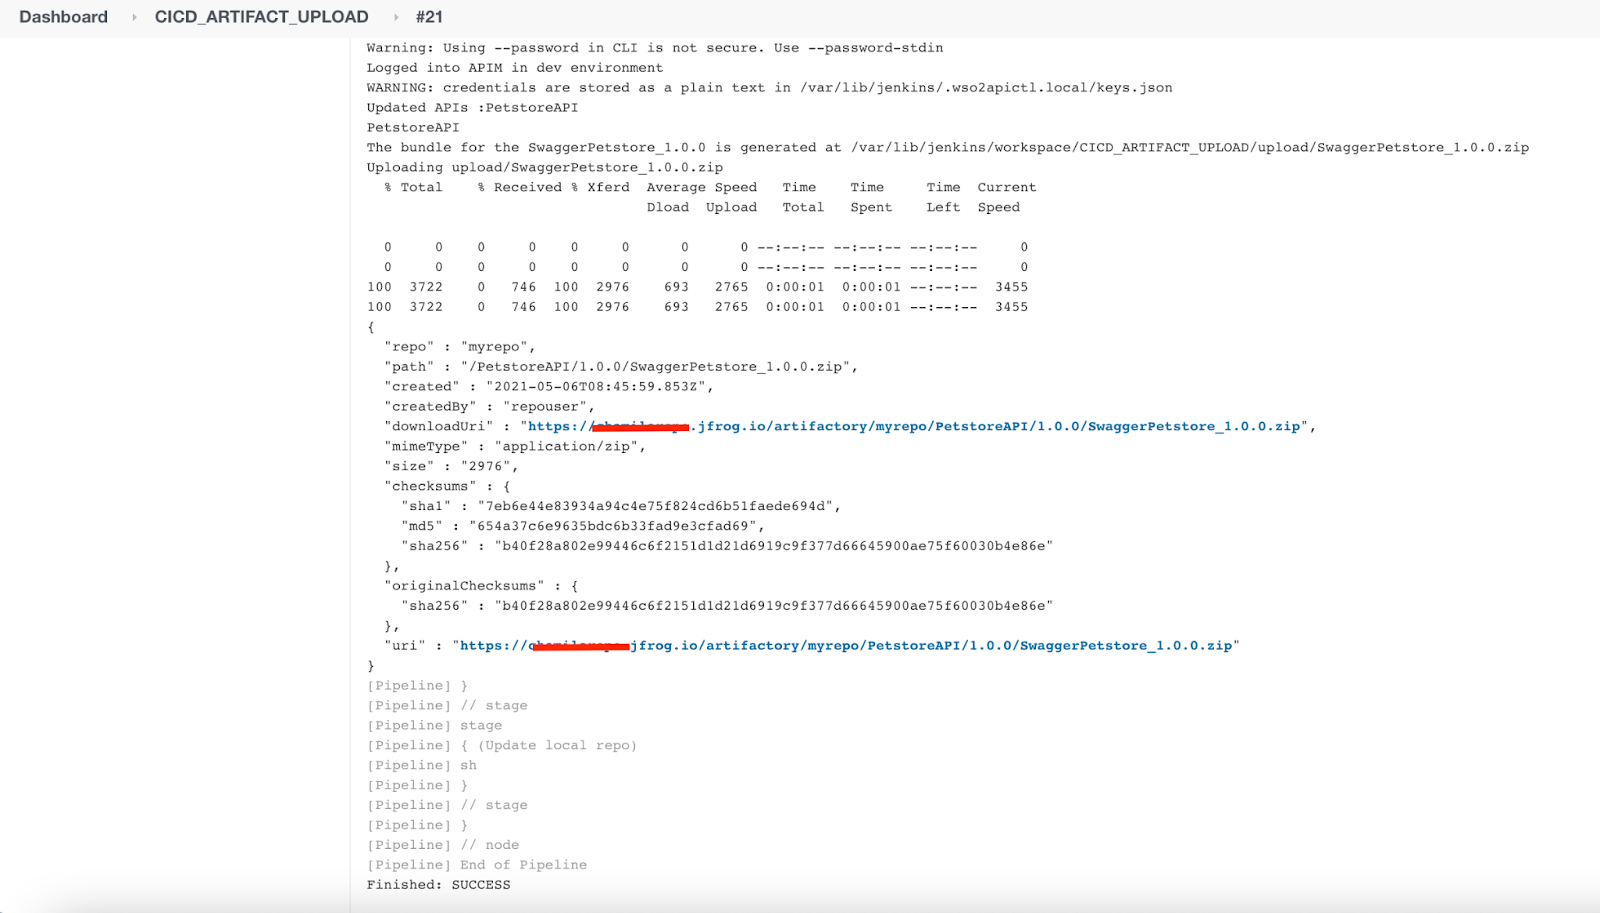 Dashboard CICD_ARTIFACT_UPLOAD #21
Warning: Using --password in CLI is not secure. Use --password-stdin
Logged into APIM in dev environment
WARNING: credentials are stored as a plain text in /var/lib/jenkins/.wso2apictl.local/keys.json
Updated APIs :PetstoreAPI
PetstoreAPI
The bundle for the SwaggerPetstore_1.0.0 is generated at /var/lib/jenkins/workspace/CICD_ARTIFACT_UPLOAD/upload/SwaggerPetstore_1.0.0.zip
Uploading upload/SwaggerPetstore_1.0.0.zip
% Total % Received % Xferd Average Speed Time Time Time Current
Dload Upload Total Spent Left Speed
0 0 0 0 0 0 0 0 --:--:-- --:--:-- --:--:-- 0
0 0 0 0 0 0 0 0 --:--:-- --:--:-- --:--:-- 0
100 3722 0 746 100 2976 693 2765 0:00:01 0:00:01 --:--:-- 3455
100 3722 0 746 100 2976 693 2765 0:00:01 0:00:01 --:--:-- 3455
{
"repo" : "myrepo",
"path" : "/PetstoreAPI/1.0.0/SwaggerPetstore_1.0.0.zip",
"created" : "2021-05-06T08:45:59.853Z",
"createdBy" : "repouser",
"downloadUri" : "https://.jfrog.io/artifactory/myrepo/PetstoreAPI/1.0.0/SwaggerPetstore_1.0.0.zip",
"mimeType" : "application/zip",
"size" : "2976",
"checksums" : {
"sha1" : "7eb6e44e83934a94c4e75f824cd6b51faede694d",
"md5" : "654a37c6e9635bdc6b33fad9e3cfad69",
"sha256" : "b40f28a802e99446c6f2151d1d21d6919c9f377d66645900ae75f60030b4e86e"
},
"originalChecksums" : {
"sha256" : "b40f28a802e99446c6f2151d1d21d6919c9f377d66645900ae75f60030b4e86e"
},
"uri" : "https://jfrog.io/artifactory/myrepo/PetstoreAPI/1.0.0/SwaggerPetstore_1.0.0.zip"
}
[Pipeline] }
[Pipeline] // stage
[Pipeline] stage
[Pipeline] { (Update local repo)
[Pipeline] sh
[Pipeline] }
[Pipeline] // stage
[Pipeline] }
[Pipeline] // node
[Pipeline] End of Pipeline
Finished: SUCCESS